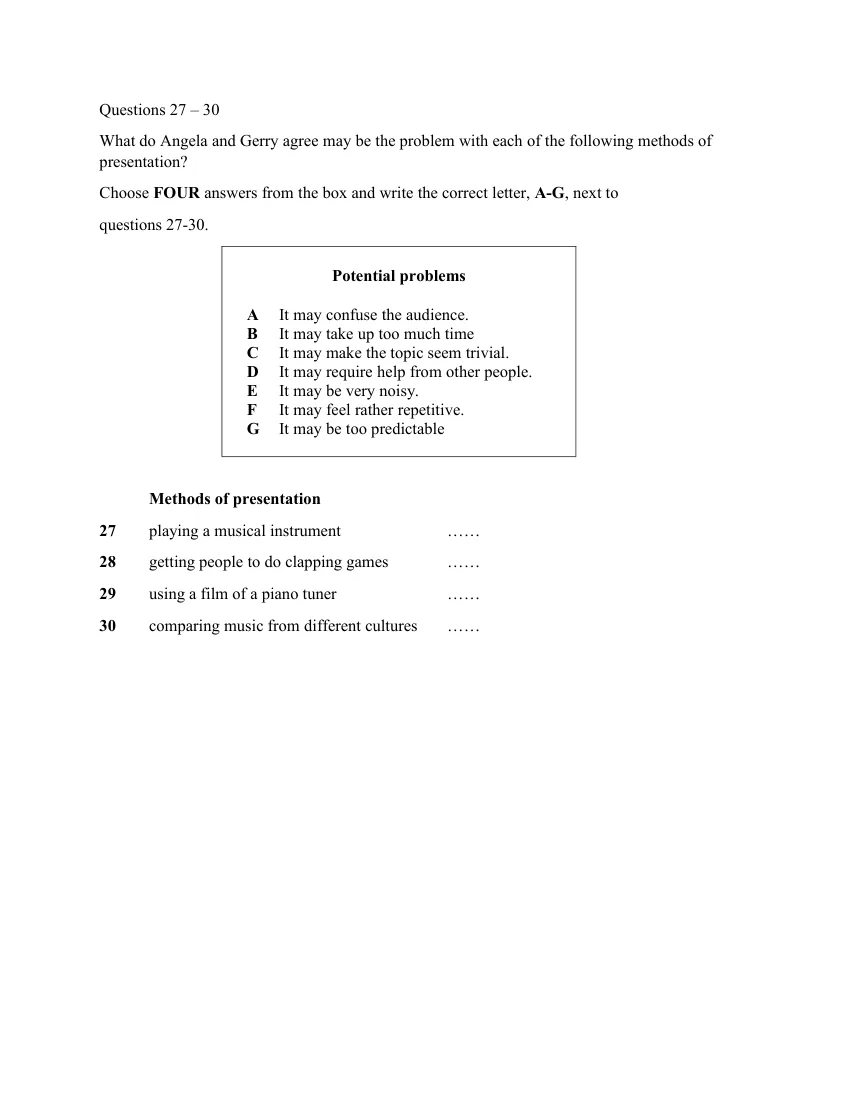 Questions 27 – 30
What do Angela and Gerry agree may be the problem with each of the following methods of
presentation?
Choose FOUR answers from the box and write the correct letter, A-G, next to
questions 27-30.
Potential problems
A It may confuse the audience.
B It may take up too much time
C It may make the topic seem trivial.
D It may require help from other people.
E It may be very noisy.
F It may feel rather repetitive.
G It may be too predictable
Methods of presentation
27 playing a musical instrument ……
28 getting people to do clapping games ……
29 using a film of a piano tuner ……
30 comparing music from different cultures ……